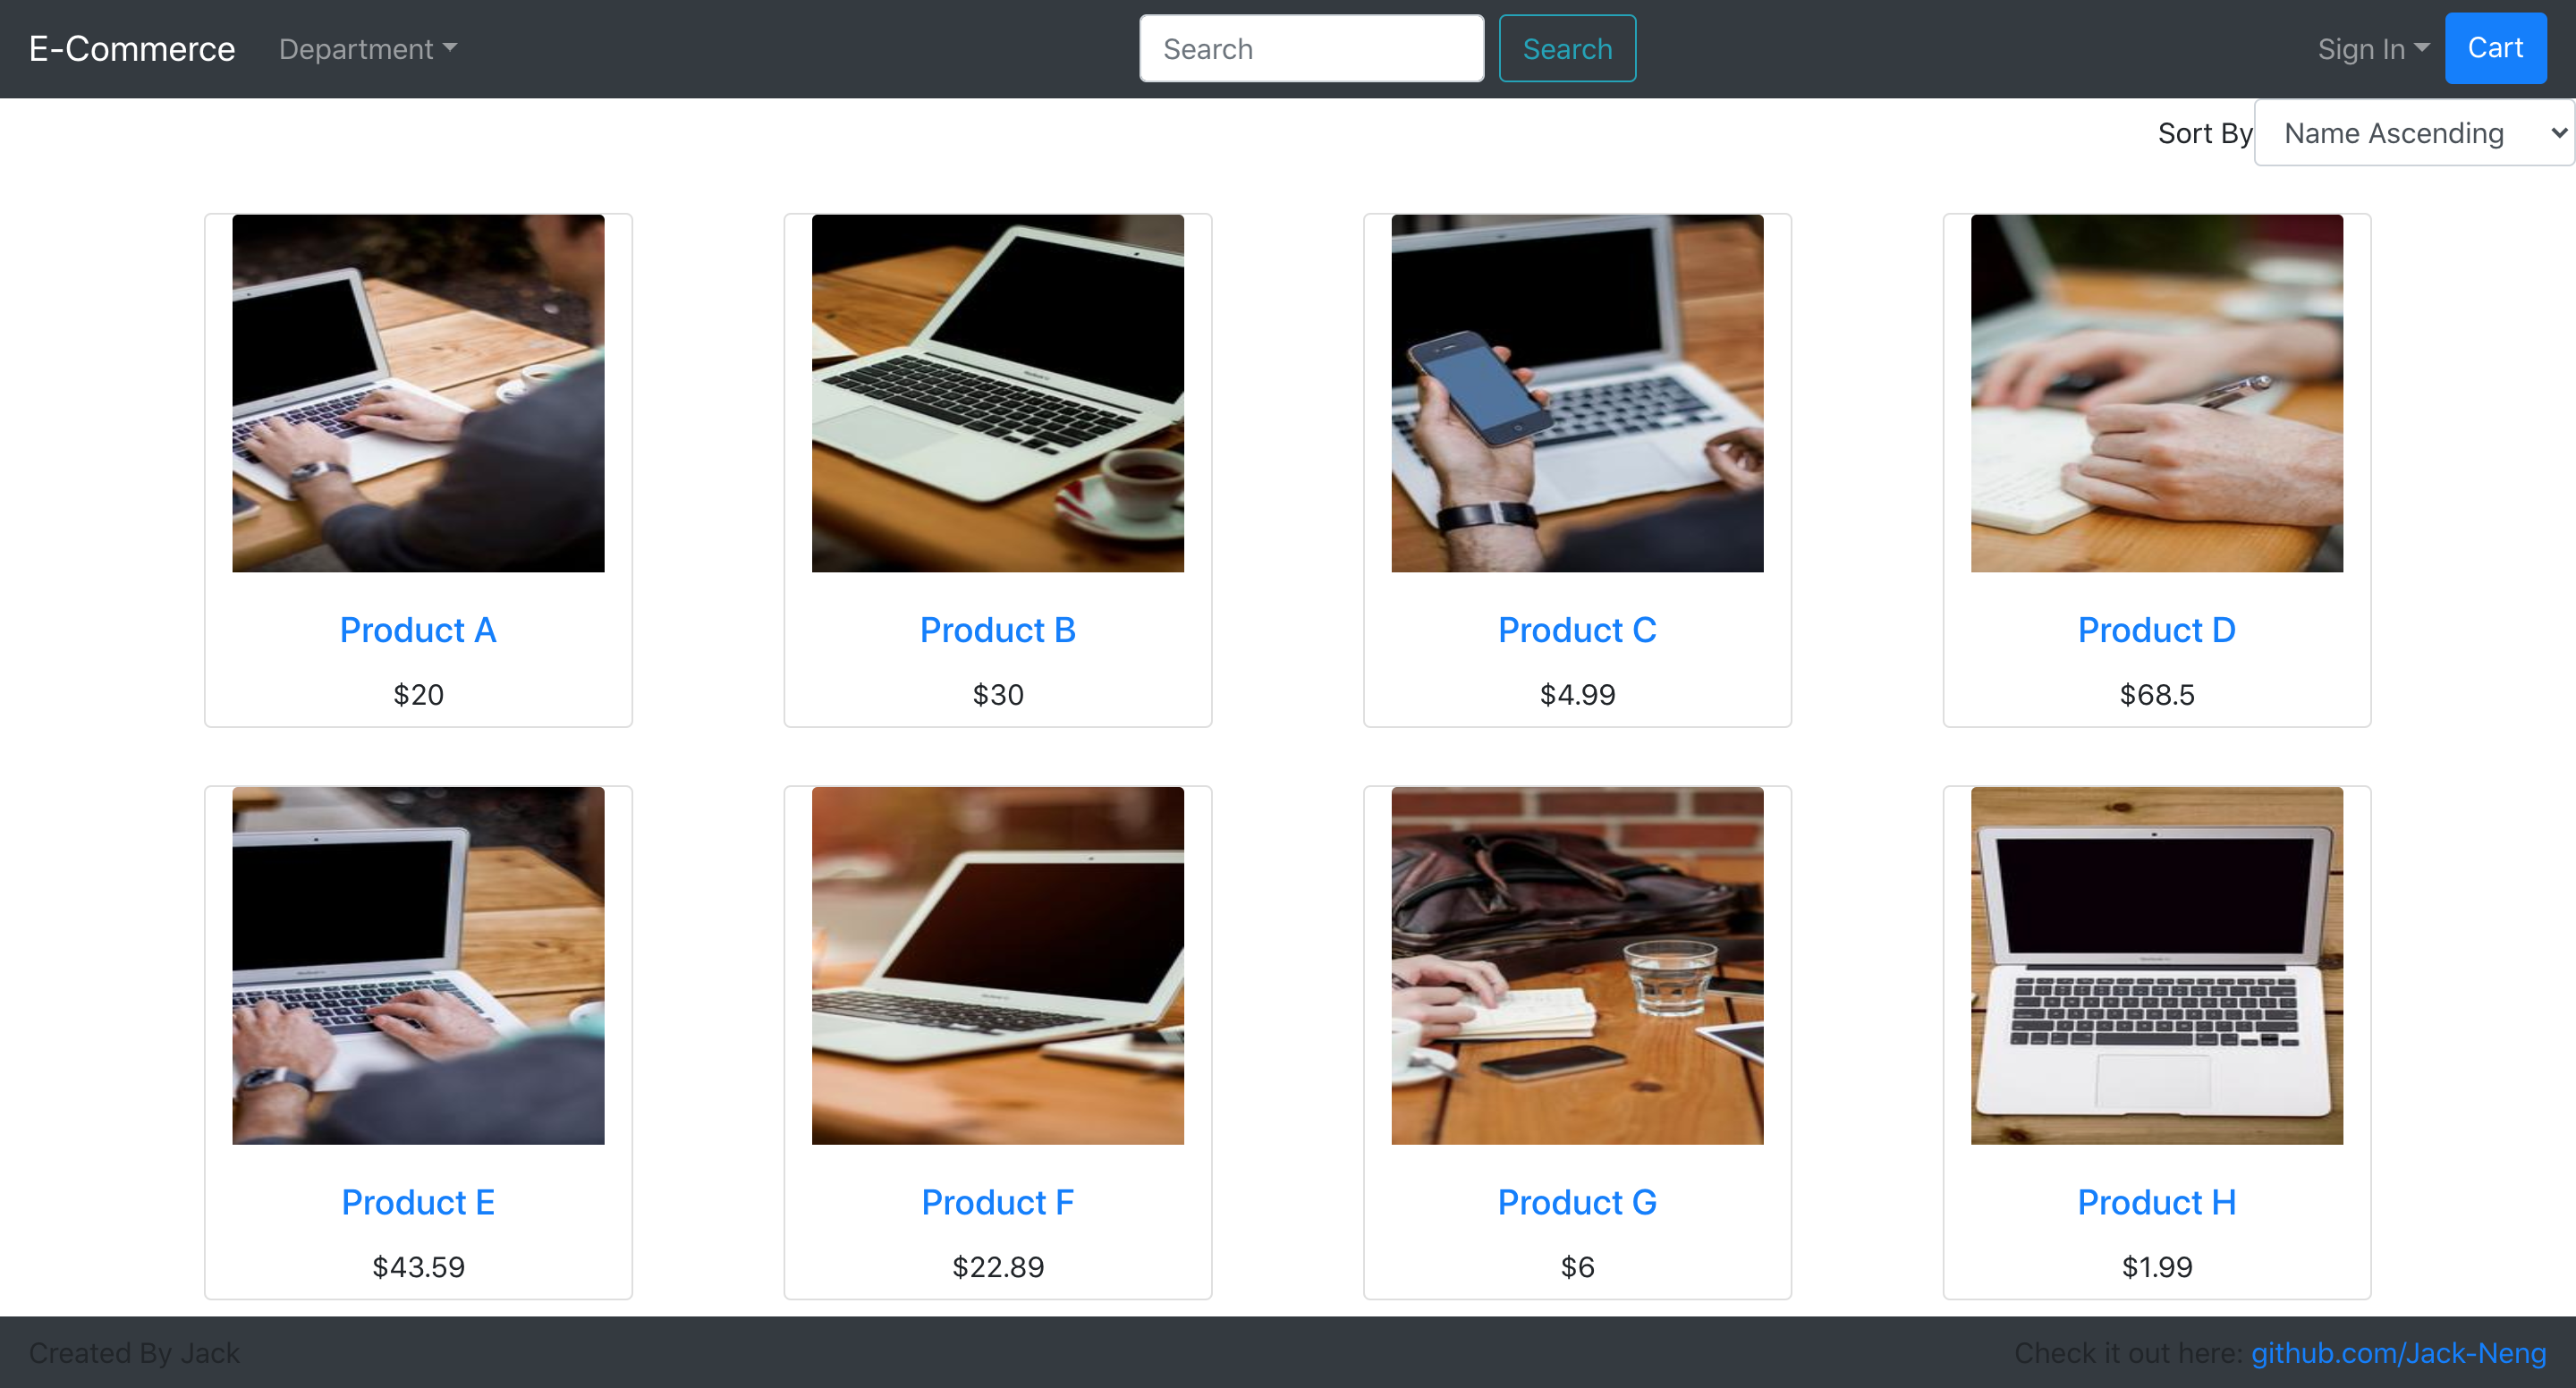 E-Commerce Department Search Search Sign In Cart
Sort By Name Ascending
Product A Product B Product C Product D
$20 $30 $4.99 $68.5
Product E Product F Product G Product H
$43.59 $22.89 $6 $1.99
Created By Jack Check it out here: github.com/Jack-Neng